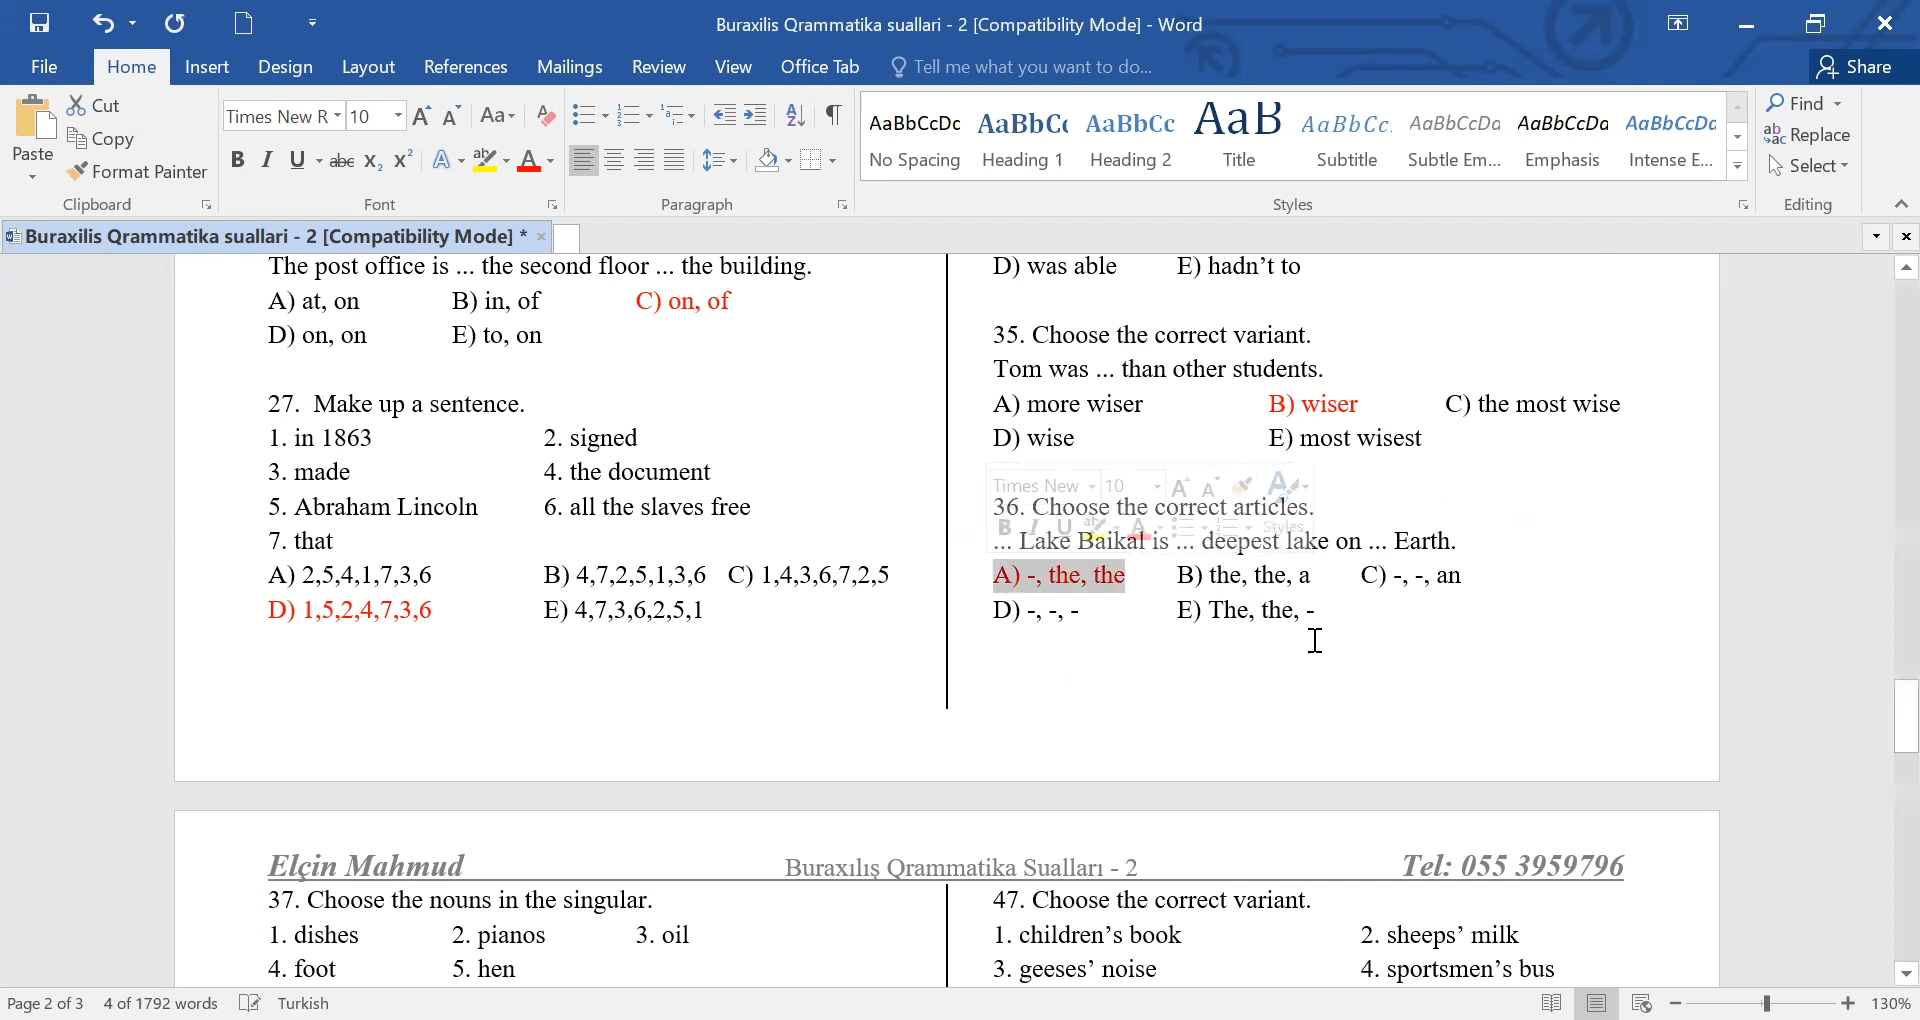 Buraxilis Qrammatika suallari - 2 [Compatibility Mode] - Word
File Home Insert Design Layout References Mailings Review View Office Tab Tell me what you want to do... Share
Paste
Cut
Copy
Format Painter
Clipboard
Times New R 10
Font
Paragraph
AaBbCcDc AaBbCc AaBbCc AaB AaBbCc. AaBbCcDc AaBbCcDc AaBbCcDc
No Spacing Heading 1 Heading 2 Title Subtitle Subtle Em... Emphasis Intense E...
Styles
Find
Replace
Select
Editing
Buraxilis Qrammatika suallari - 2 [Compatibility Mode] *
The post office is ... the second floor ... the building.
A) at, on B) in, of C) on, of
D) on, on E) to, on
27. Make up a sentence.
1. in 1863 2. signed
3. made 4. the document
5. Abraham Lincoln 6. all the slaves free
7. that
A) 2,5,4,1,7,3,6 B) 4,7,2,5,1,3,6 C) 1,4,3,6,7,2,5
D) 1,5,2,4,7,3,6 E) 4,7,3,6,2,5,1
D) was able E) hadn't to
35. Choose the correct variant.
Tom was ... than other students.
A) more wiser B) wiser C) the most wise
D) wise E) most wisest
Times New 10
36. Choose the correct articles.
Styles
... Lake Baikal is ... deepest lake on ... Earth.
A) -, the, the B) the, the, a C) -, -, an
D) -, -, - E) The, the, -
Elçin Mahmud Buraxılış Qrammatika Sualları - 2 Tel: 055 3959796
37. Choose the nouns in the singular.
1. dishes 2. pianos 3. oil
4. foot 5. hen
47. Choose the correct variant.
1. children's book 2. sheeps' milk
3. geeses' noise 4. sportsmen's bus
Page 2 of 3 4 of 1792 words Turkish 130%